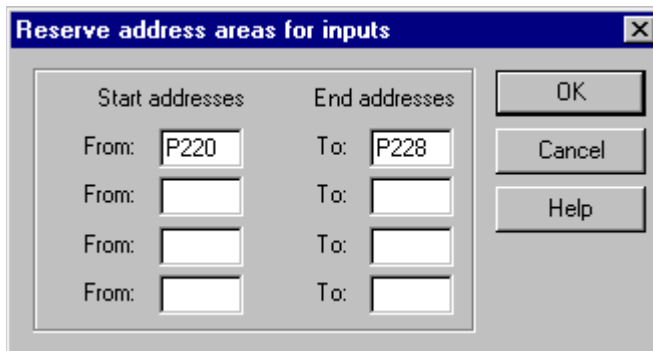 Reserve address areas for inputs
Start addresses End addresses OK
From: P220 To: P228
From: To: Cancel
From: To: Help
From: To: